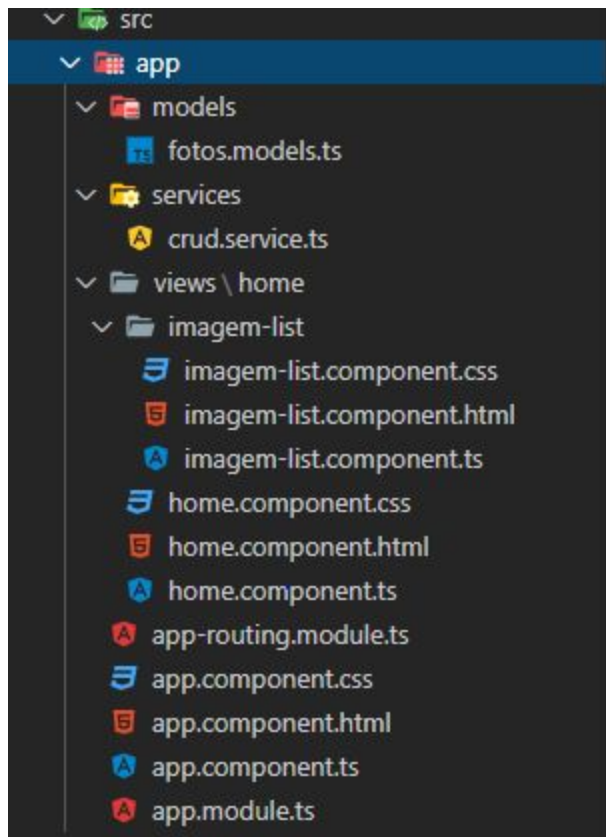 src
app
models
fotos.models.ts
services
crud.service.ts
views \ home
imagem-list
imagem-list.component.css
imagem-list.component.html
imagem-list.component.ts
home.component.css
home.component.html
home.component.ts
app-routing.module.ts
app.component.css
app.component.html
app.component.ts
app.module.ts